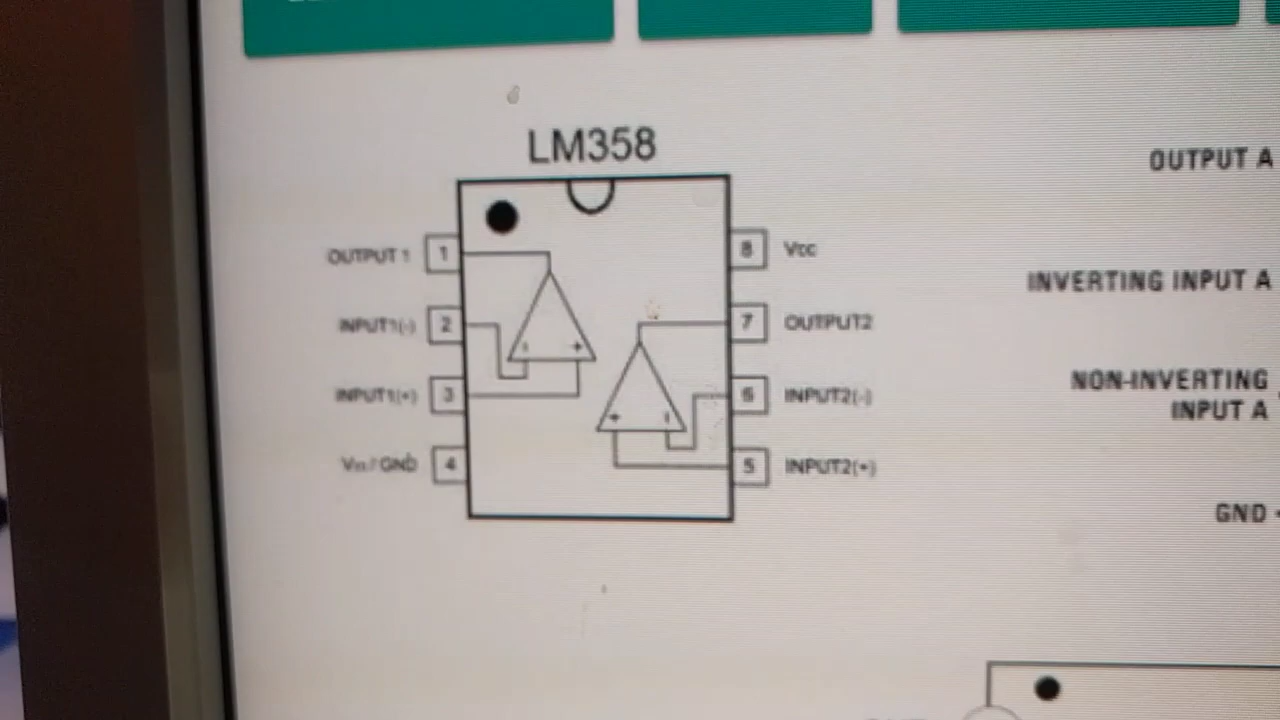 LM358
OUTPUT 1
1
INPUT1(-)
2
INPUT1(+)
3
4
8
Vcc
7
OUTPUT2
6
INPUT2(-)
5
INPUT2(+)
OUTPUT A
INVERTING INPUT A
NON-INVERTING
INPUT A
GND